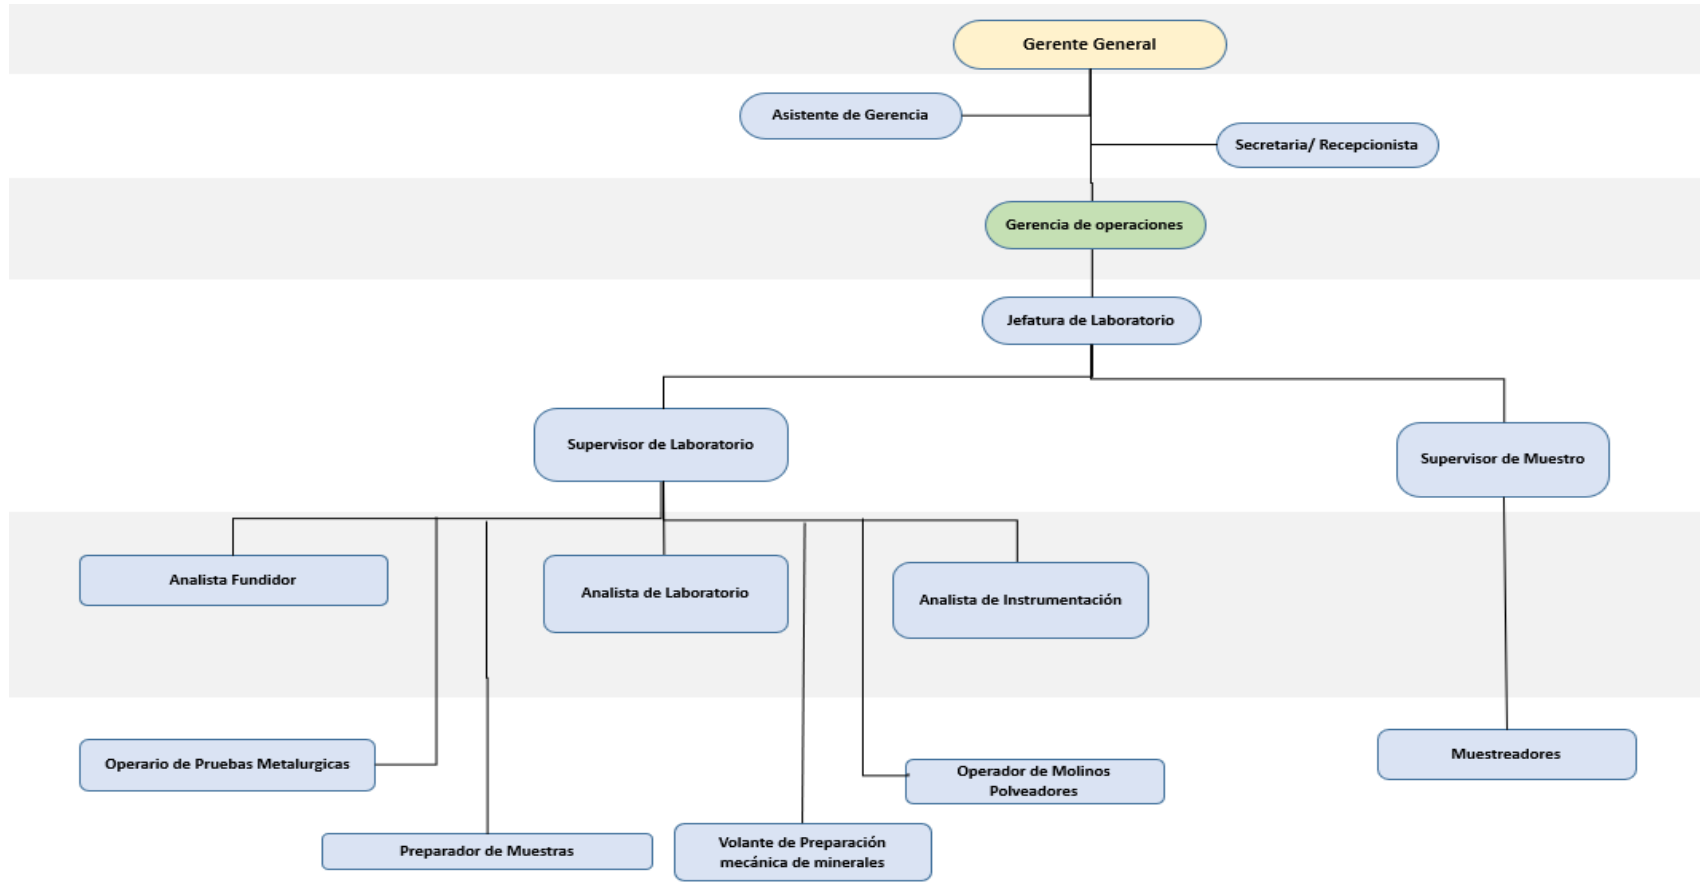 Gerente General
Asistente de Gerencia
Secretaria/ Recepcionista
Gerencia de operaciones
Jefatura de Laboratorio
Supervisor de Laboratorio
Supervisor de Muestro
Analista Fundidor
Analista de Laboratorio
Analista de Instrumentación
Operario de Pruebas Metalurgicas
Muestreadores
Operador de Molinos
Polveadores
Preparador de Muestras
Volante de Preparación
mecánica de minerales